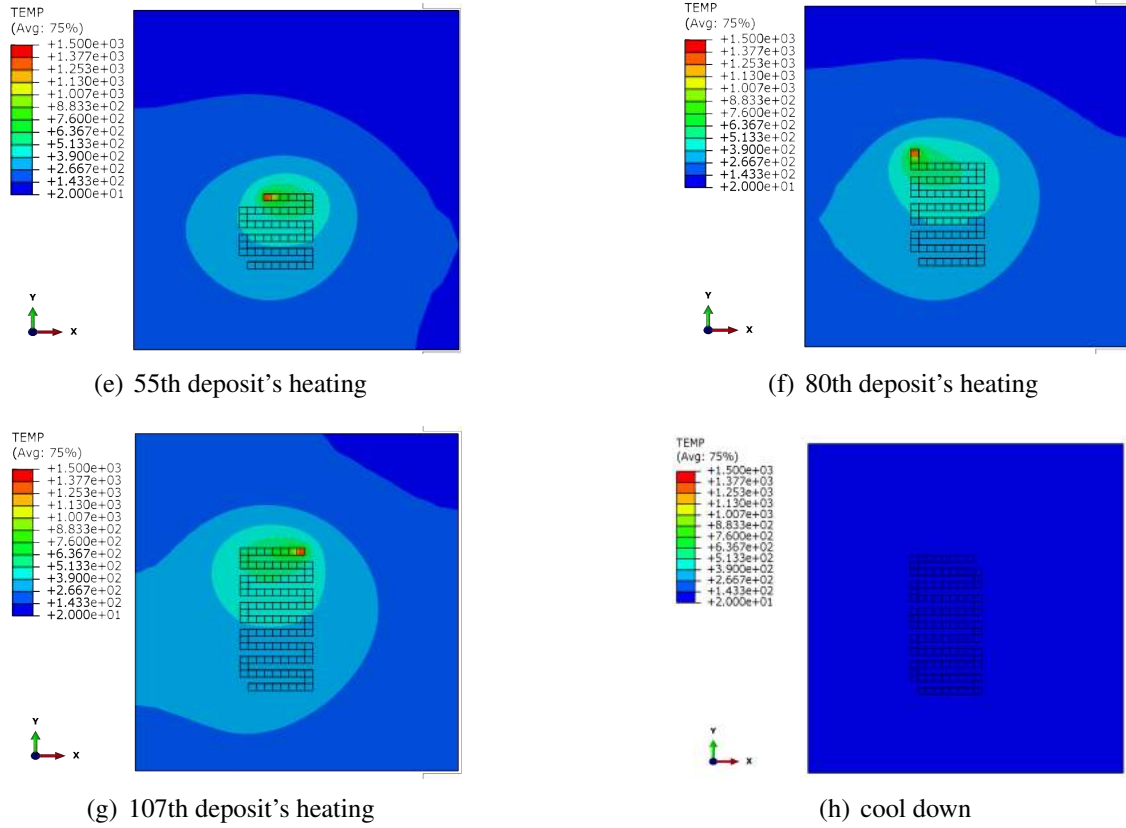 TEMP
(Avg: 75%)
+1.500e+03
+1.377e+03
+1.253e+03
+1.130e+03
+1.007e+03
+8.833e+02
+7.600e+02
+6.367e+02
+5.133e+02
+3.900e+02
+2.667e+02
+1.433e+02
+2.000e+01
Y
X
(e) 55th deposit's heating
TEMP
(Avg: 75%)
+1.500e+03
+1.377e+03
+1.253e+03
+1.130e+03
+1.007e+03
+8.833e+02
+7.600e+02
+6.367e+02
+5.133e+02
+3.900e+02
+2.667e+02
+1.433e+02
+2.000e+01
Y
X
(f) 80th deposit's heating
TEMP
(Avg: 75%)
+1.500e+03
+1.377e+03
+1.253e+03
+1.130e+03
+1.007e+03
+8.833e+02
+7.600e+02
+6.367e+02
+5.133e+02
+3.900e+02
+2.667e+02
+1.433e+02
+2.000e+01
Y
X
(g) 107th deposit's heating
TEMP
(Avg: 75%)
+1.500e+03
+1.377e+03
+1.253e+03
+1.130e+03
+1.007e+03
+8.833e+02
+7.600e+02
+6.367e+02
+5.133e+02
+3.900e+02
+2.667e+02
+1.433e+02
+2.000e+01
Y
X
(h) cool down